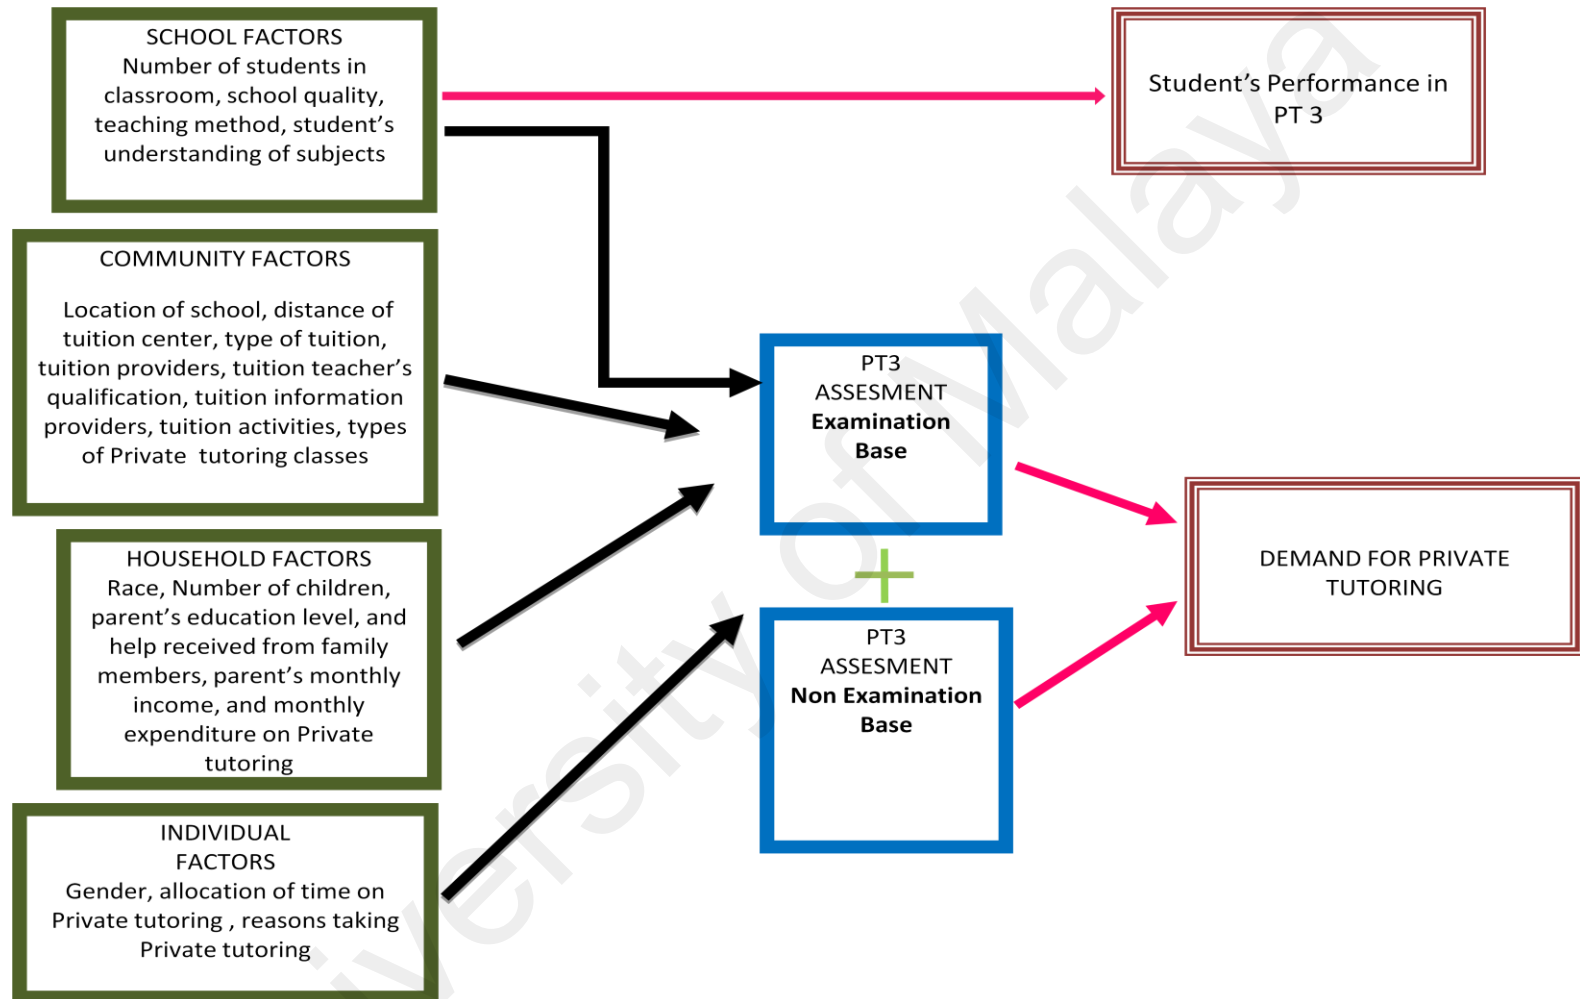 SCHOOL FACTORS
Number of students in
classroom, school quality,
teaching method, student’s
understanding of subjects
Student’s Performance in
PT 3
COMMUNITY FACTORS
Location of school, distance of
tuition center, type of tuition,
tuition providers, tuition teacher’s
qualification, tuition information
providers, tuition activities, types
of Private tutoring classes
PT3
ASSESMENT
Examination
Base
HOUSEHOLD FACTORS
Race, Number of children,
parent’s education level, and
help received from family
members, parent’s monthly
income, and monthly
expenditure on Private
tutoring
+
PT3
ASSESMENT
Non Examination
Base
DEMAND FOR PRIVATE
TUTORING
INDIVIDUAL
FACTORS
Gender, allocation of time on
Private tutoring , reasons taking
Private tutoring
iversity of Malaya